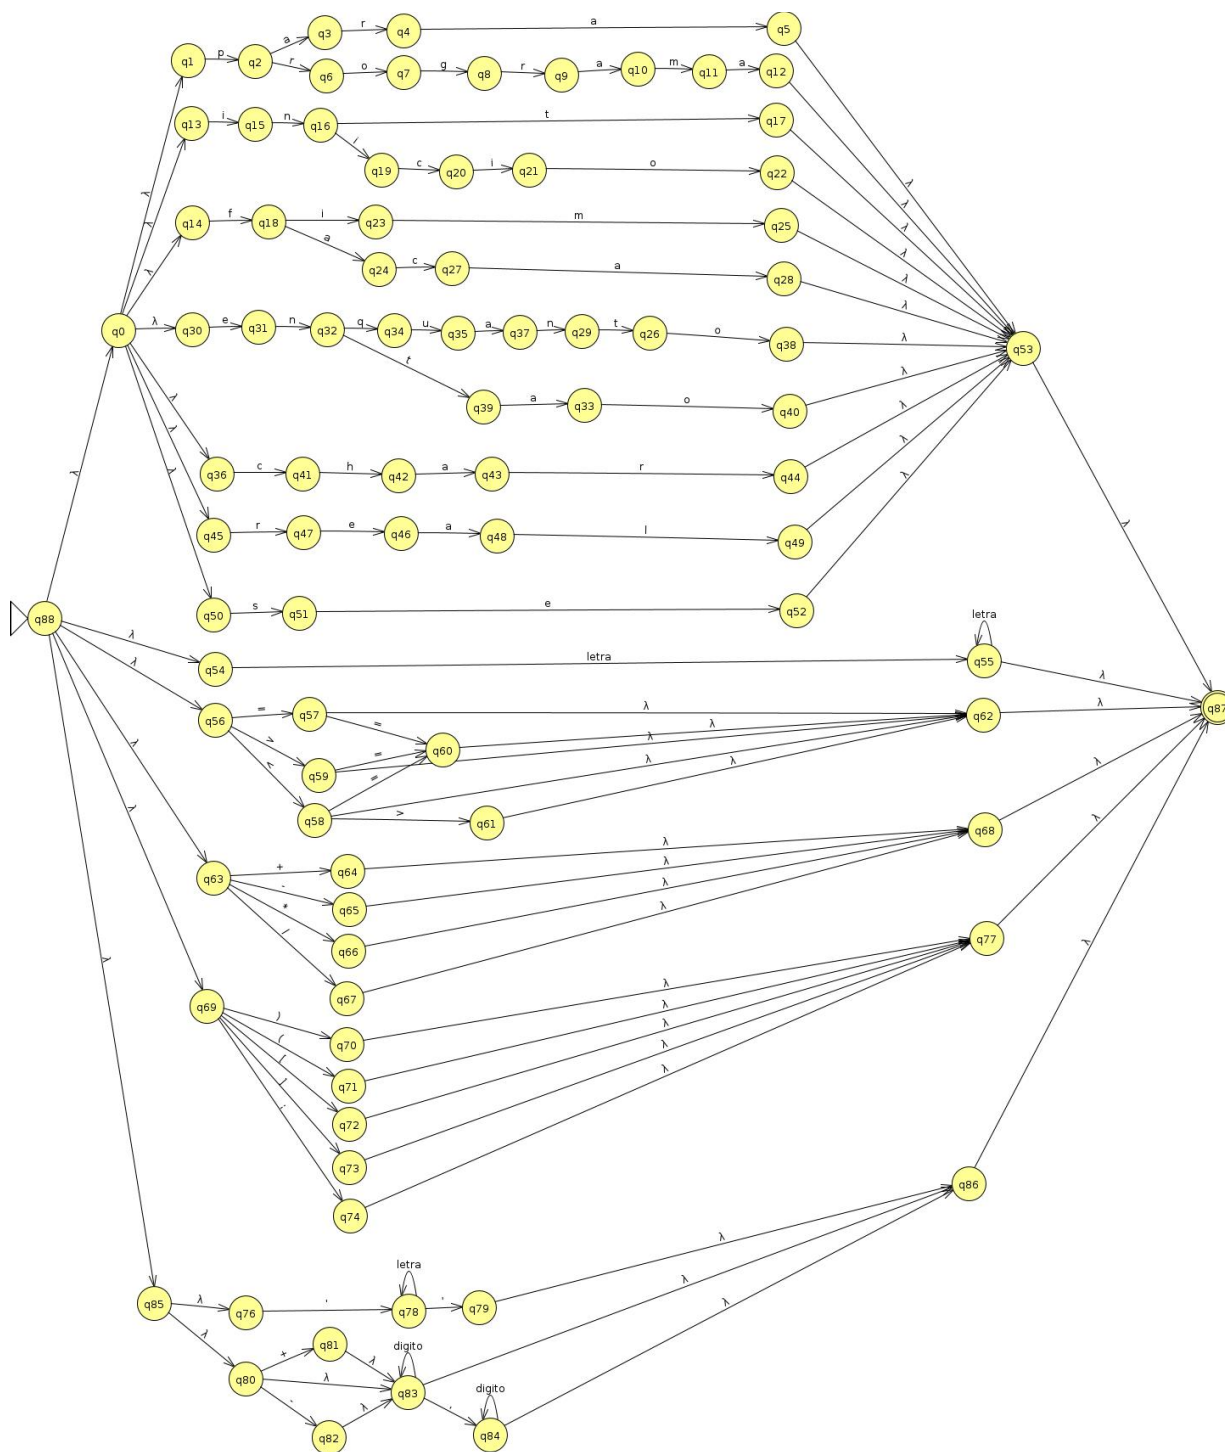 q1 p q2 a q3 r q4 a q5
r q6 o q7 g q8 r q9 a q10 m q11 a q12
λ q13 i q15 n q16 t q17
λ i q19 c q20 i q21 o q22
λ q14 f q18 i q23 m q25
a q24 c q27 a q28
q0 λ q30 e q31 n q32 q q34 u q35 a q37 n q29 t q26 o q38 λ q53
t q39 a q33 o q40 λ
λ q36 c q41 h q42 a q43 r q44 λ
λ q45 r q47 e q46 a q48 l q49 λ
λ q50 s q51 e q52 λ
λ λ λ λ λ λ
q88 λ
λ q54 letra q55 letra λ
λ q56 = q57 λ q62 λ q87
= q59 = q60 λ λ
q58 = λ > q61 λ
λ q63 + q64 λ q68 λ
- q65 λ
* q66 λ
/ q67 λ
λ q69 ) q70 λ q77 λ
( q71 λ
q72 λ
q73 λ
q74 λ
λ q85 λ q76 q78 letra q79 λ q86 λ
λ q80 + q81 λ
λ q83 digito λ
q82 λ q84 digito λ